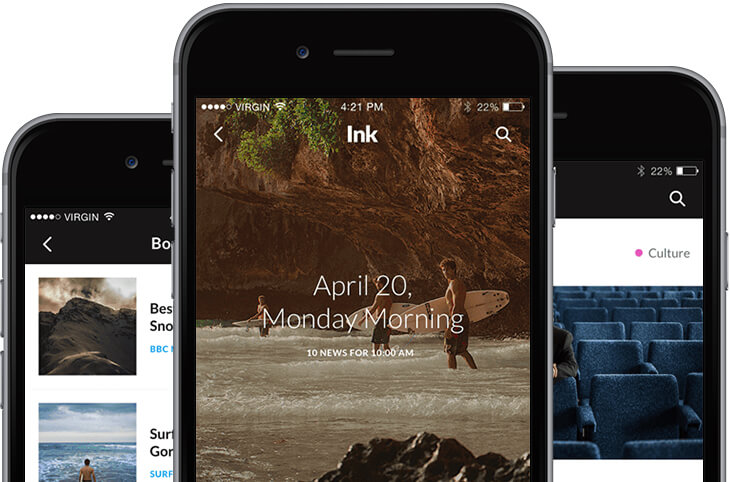 VIRGIN
4:21 PM
22%
Ink
April 20,
Monday Morning
10 NEWS FOR 10:00 AM
VIRGIN
Bo
Bes
Sno
BBC
Surf
Gor
SURF
22%
Culture